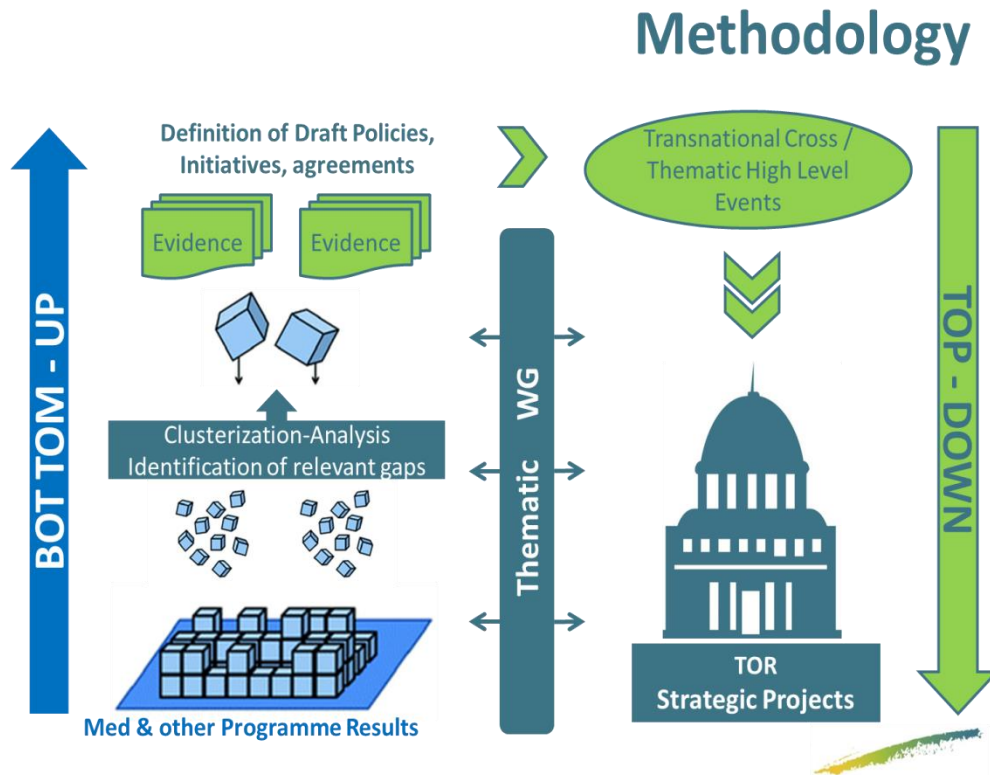 Methodology
Definition of Draft Policies,
Initiatives, agreements
Evidence
Evidence
Clusterization-Analysis
Identification of relevant gaps
Med & other Programme Results
BOT TOM - UP
Thematic WG
Transnational Cross /
Thematic High Level
Events
TOR
Strategic Projects
TOP - DOWN